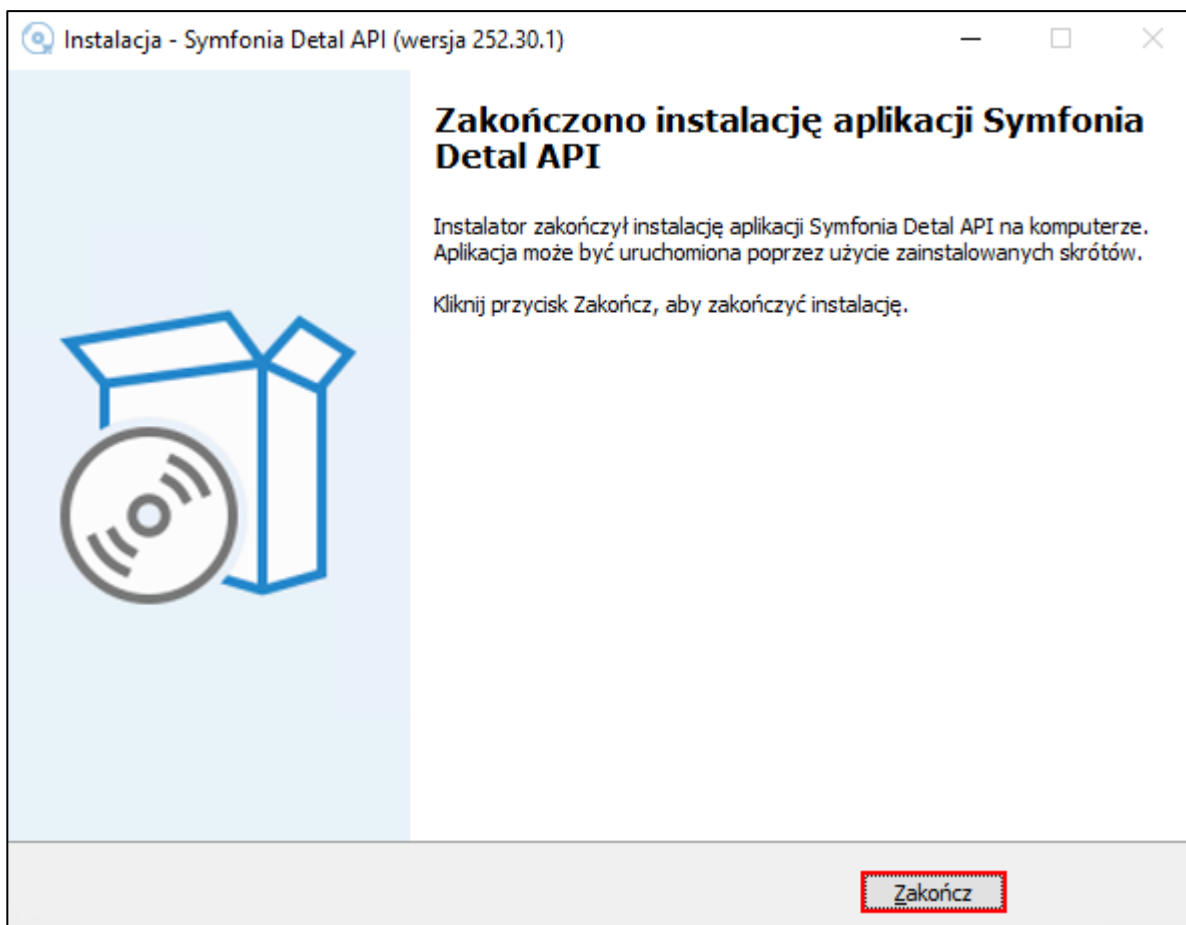 Instalacja - Symfonia Detal API (wersja 252.30.1)
Zakończono instalację aplikacji Symfonia
Detal API
Instalator zakończył instalację aplikacji Symfonia Detal API na komputerze.
Aplikacja może być uruchomiona poprzez użycie zainstalowanych skrótów.
Kliknij przycisk Zakończ, aby zakończyć instalację.
Zakończ